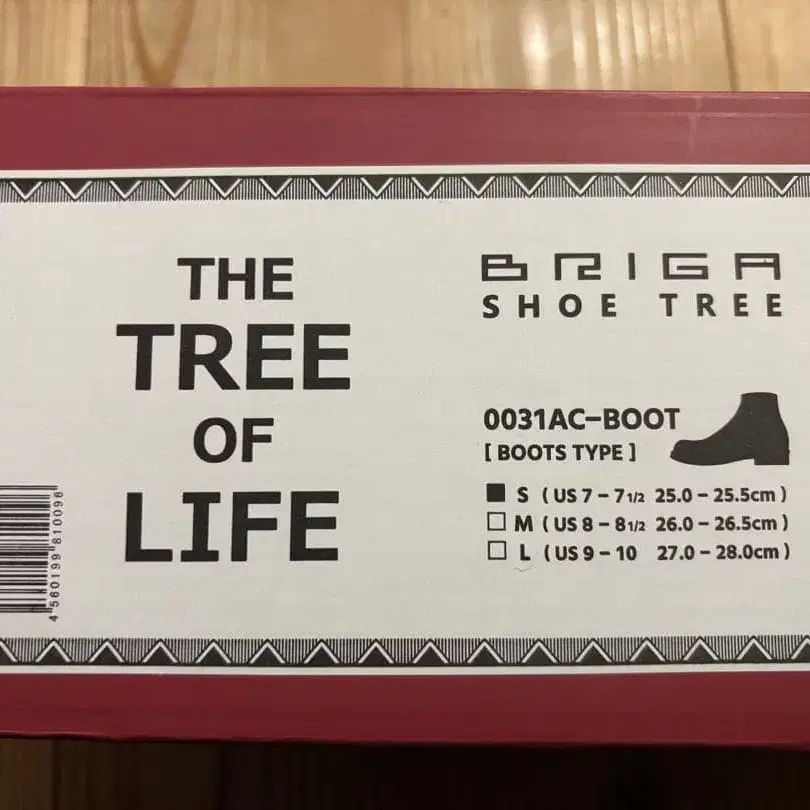 THE
TREE
OF
LIFE
BRIGA
SHOE TREE
0031AC-BOOT
[ BOOTS TYPE ]
■ S ( US 7 – 7 1/2 25.0 – 25.5cm )
□ M ( US 8 – 8 1/2 26.0 – 26.5cm )
□ L ( US 9 – 10 27.0 – 28.0cm )
4 560199 810096